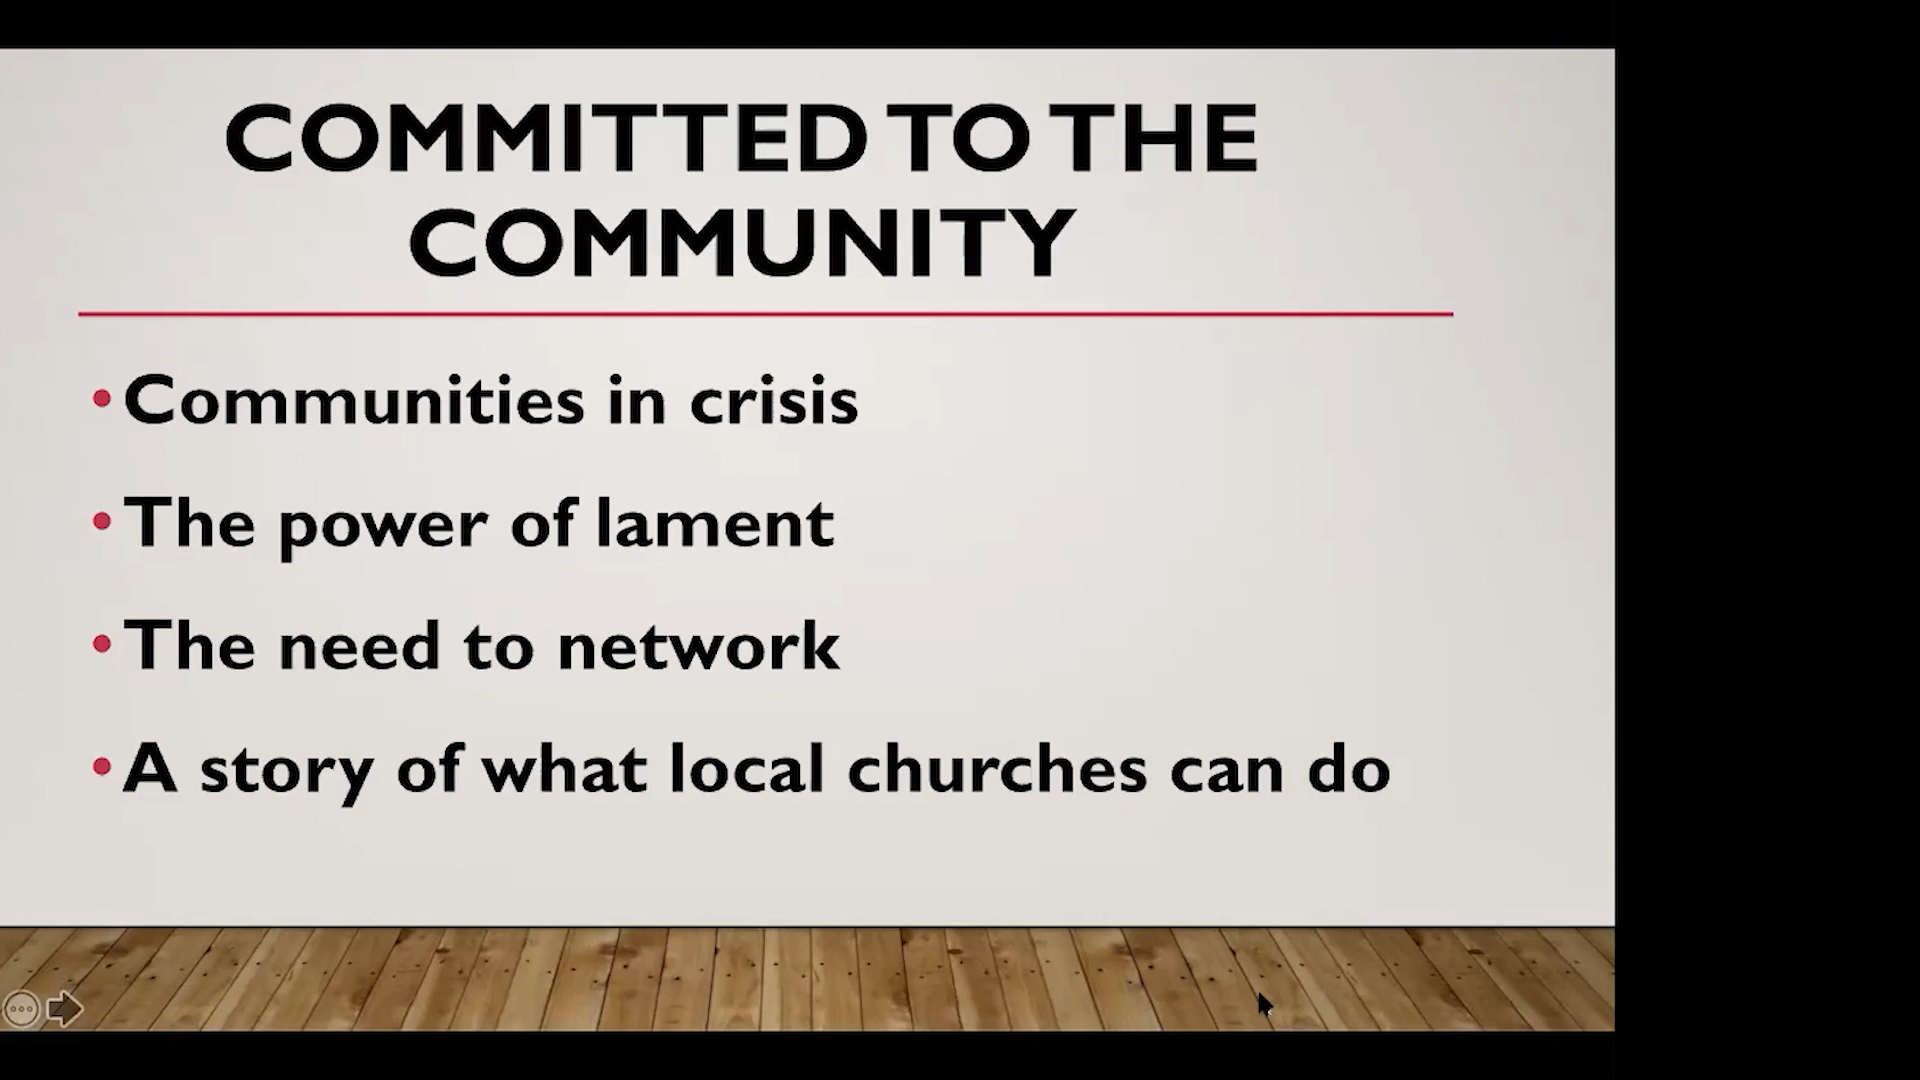 COMMITTED TO THE
COMMUNITY
• Communities in crisis
• The power of lament
• The need to network
• A story of what local churches can do